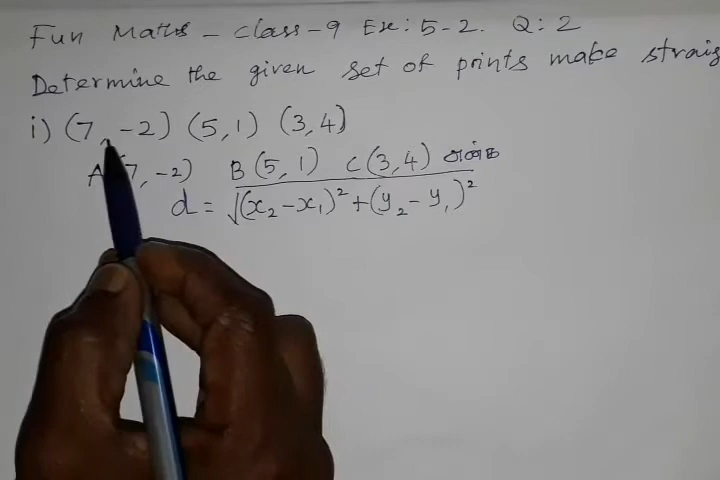 Fun Maths - class-9 Ex: 5-2. Q: 2
Determine the given set of points make straig
i) (7, -2) (5, 1) (3, 4)
A(7, -2) B(5, 1) C(3, 4) என்க
d = √(x₂-x₁)² + (y₂-y₁)²